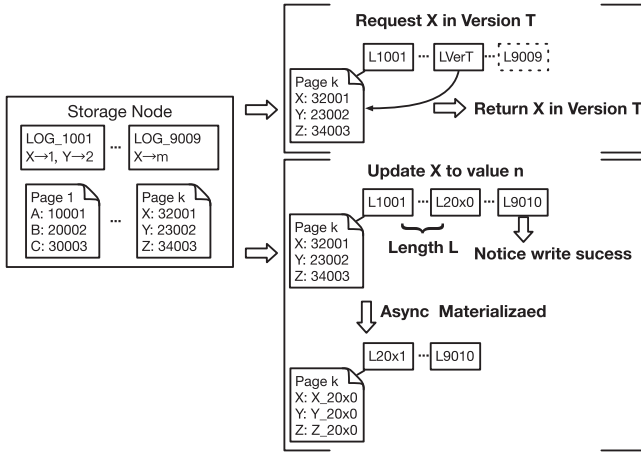 Storage Node
LOG_1001
X→1, Y→2
...
LOG_9009
X→m
Page 1
A: 10001
B: 20002
C: 30003
...
Page k
X: 32001
Y: 23002
Z: 34003
Request X in Version T
L1001 ... LVerT ... L9009
Page k
X: 32001
Y: 23002
Z: 34003
Return X in Version T
Update X to value n
L1001 ... L20x0 ... L9010
Page k
X: 32001
Y: 23002
Z: 34003
Length L
Notice write sucess
Async Materializaed
L20x1 ... L9010
Page k
X: X_20x0
Y: Y_20x0
Z: Z_20x0